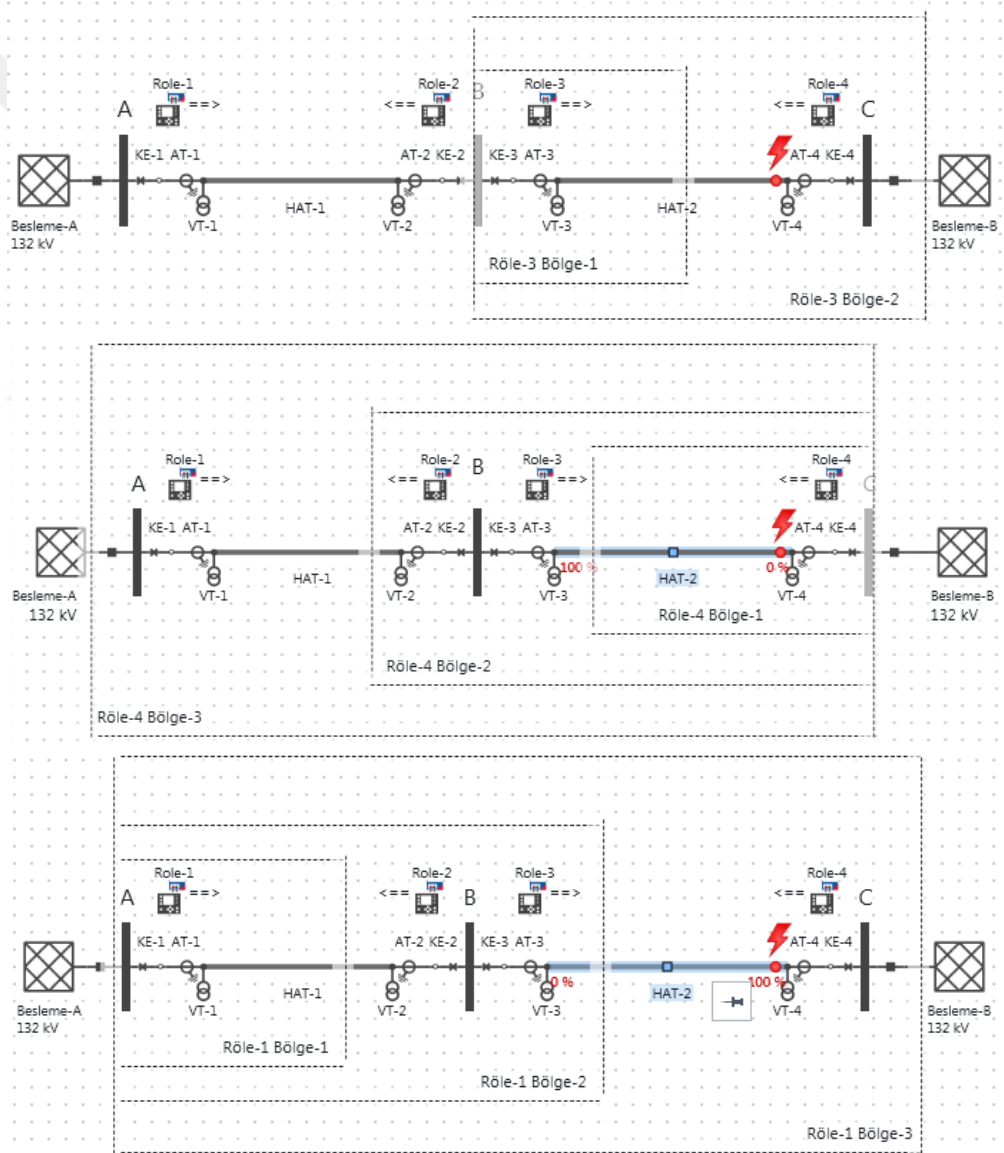 Role-1
==>
<==
Role-2
Role-3
==>
<==
Role-4
A
B
C
KE-1 AT-1
AT-2 KE-2
KE-3 AT-3
AT-4 KE-4
HAT-1
HAT-2
Besleme-A
132 kV
VT-1
VT-2
VT-3
VT-4
Besleme-B
132 kV
Röle-3 Bölge-1
Röle-3 Bölge-2
Role-1
==>
<==
Role-2
Role-3
==>
<==
Role-4
A
B
C
KE-1 AT-1
AT-2 KE-2
KE-3 AT-3
AT-4 KE-4
100 %
0 %
HAT-1
HAT-2
Besleme-A
132 kV
VT-1
VT-2
VT-3
VT-4
Besleme-B
132 kV
Röle-4 Bölge-1
Röle-4 Bölge-2
Röle-4 Bölge-3
Role-1
==>
<==
Role-2
Role-3
==>
<==
Role-4
A
B
C
KE-1 AT-1
AT-2 KE-2
KE-3 AT-3
AT-4 KE-4
0 %
100 %
HAT-1
HAT-2
Besleme-A
132 kV
VT-1
VT-2
VT-3
VT-4
Besleme-B
132 kV
Röle-1 Bölge-1
Röle-1 Bölge-2
Röle-1 Bölge-3